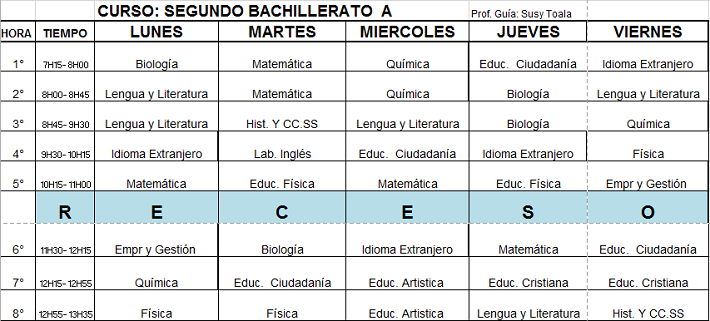 CURSO: SEGUNDO BACHILLERATO A Prof. Guía: Susy Toala
HORA TIEMPO LUNES MARTES MIERCOLES JUEVES VIERNES
1° 7H15-8H00 Biología Matemática Química Educ. Ciudadanía Idioma Extranjero
2° 8H00-8H45 Lengua y Literatura Matemática Química Biología Lengua y Literatura
3° 8H45-9H30 Lengua y Literatura Hist. Y CC.SS Lengua y Literatura Biología Química
4° 9H30-10H15 Idioma Extranjero Lab. Inglés Educ. Ciudadanía Idioma Extranjero Física
5° 10H15-11H00 Matemática Educ. Física Matemática Educ. Física Empr y Gestión
R E C E S O
6° 11H30-12H15 Empr y Gestión Biología Idioma Extranjero Matemática Educ. Ciudadanía
7° 12H15-12H55 Química Educ. Ciudadanía Educ. Artistica Educ. Cristiana Educ. Cristiana
8° 12H55-13H35 Física Física Educ. Artistica Lengua y Literatura Hist. Y CC.SS